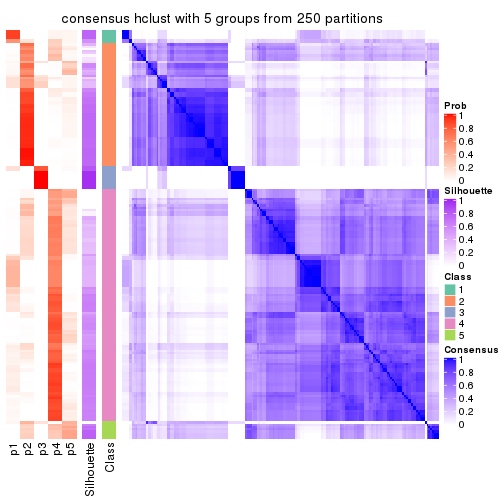 consensus hclust with 5 groups from 250 partitions
Prob
1
0.8
0.6
0.4
0.2
0
Silhouette
1
0.8
0.6
0.4
0.2
0
Class
1
2
3
4
5
Consensus
1
0.8
0.6
0.4
0.2
0
p1
p2
p3
p4
p5
Silhouette
Class